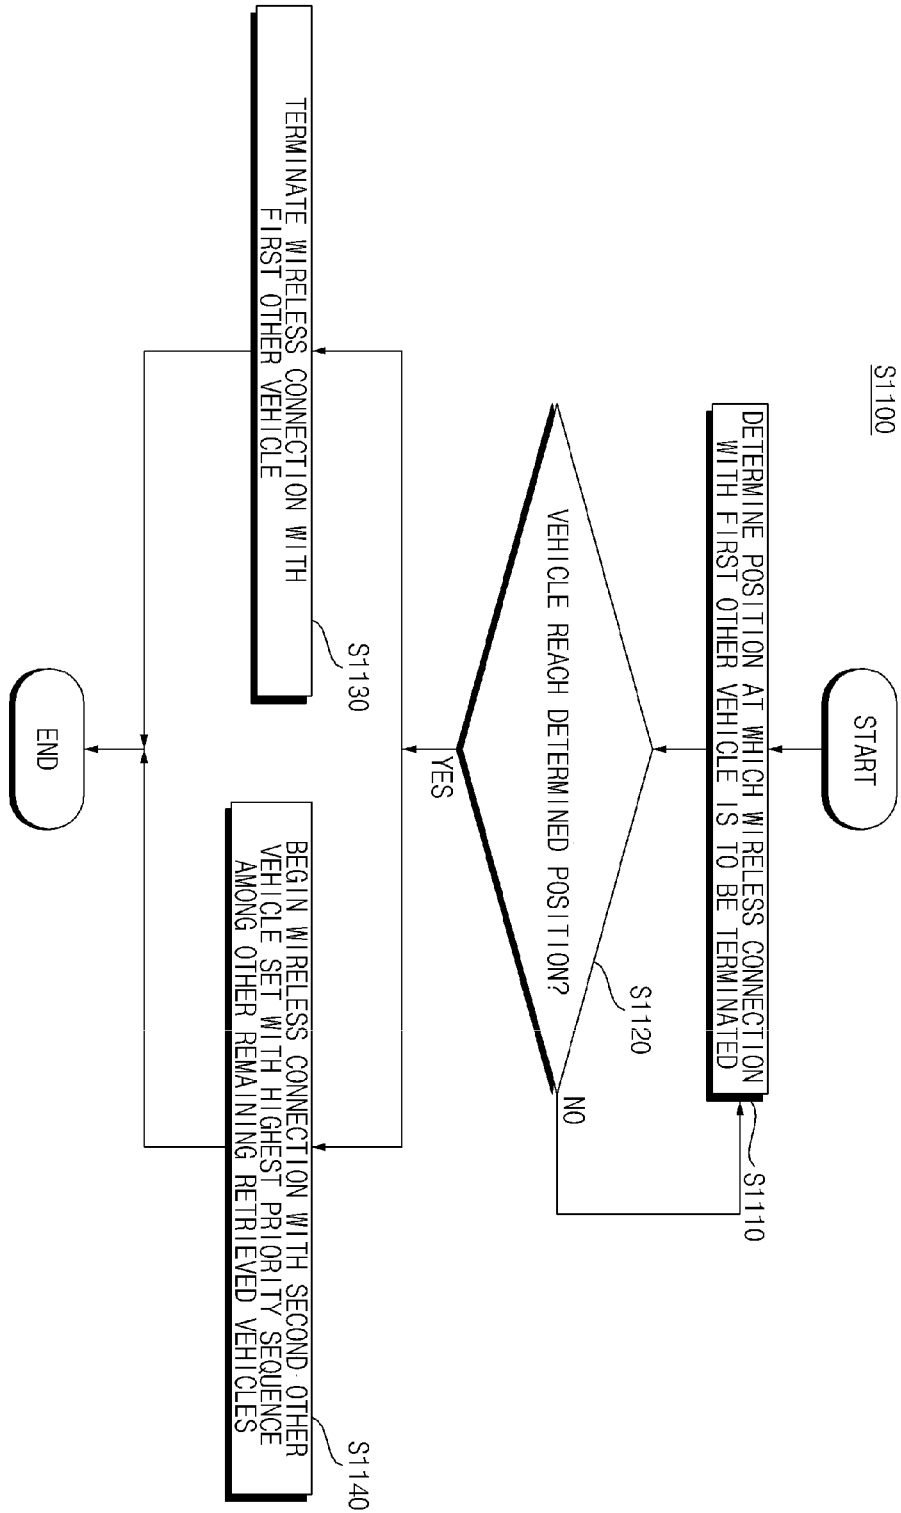 S1100
START
DETERMINE POSITION AT WHICH WIRELESS CONNECTION
WITH FIRST OTHER VEHICLE IS TO BE TERMINATED
S1110
VEHICLE REACH DETERMINED POSITION?
S1120
NO
YES
TERMINATE WIRELESS CONNECTION WITH
FIRST OTHER VEHICLE
S1130
BEGIN WIRELESS CONNECTION WITH SECOND OTHER
VEHICLE SET WITH HIGHEST PRIORITY SEQUENCE
AMONG OTHER REMAINING RETRIEVED VEHICLES
S1140
END